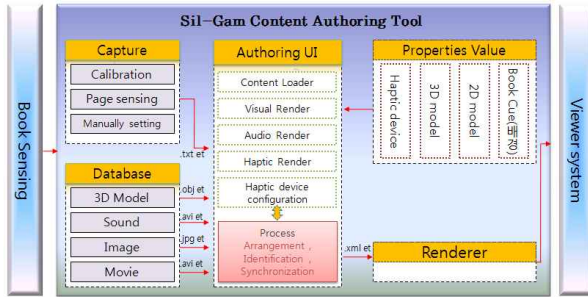 Sil-Gam Content Authoring Tool
Book Sensing
Capture
Calibration
Page sensing
Manually setting
Database
3D Model
Sound
Image
Movie
.txt et
.obj et
.avi et
.jpg et
.avi et
Authoring UI
Content Loader
Visual Render
Audio Render
Haptic Render
Haptic device
configuration
Process
Arrangement ,
Identification ,
Synchronization
.xml et
Properties Value
Haptic device
3D model
2D model
Book Cue
Renderer
Viewer system